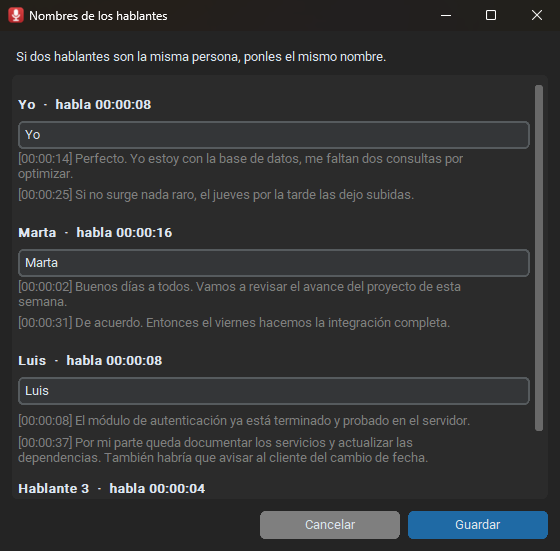 Nombres de los hablantes
Si dos hablantes son la misma persona, ponles el mismo nombre.
Yo · habla 00:00:08
Yo
[00:00:14] Perfecto. Yo estoy con la base de datos, me faltan dos consultas por
optimizar.
[00:00:25] Si no surge nada raro, el jueves por la tarde las dejo subidas.
Marta · habla 00:00:16
Marta
[00:00:02] Buenos días a todos. Vamos a revisar el avance del proyecto de esta
semana.
[00:00:31] De acuerdo. Entonces el viernes hacemos la integración completa.
Luis · habla 00:00:08
Luis
[00:00:08] El módulo de autenticación ya está terminado y probado en el servidor.
[00:00:37] Por mi parte queda documentar los servicios y actualizar las
dependencias. También habría que avisar al cliente del cambio de fecha.
Hablante 3 · habla 00:00:04
Cancelar
Guardar